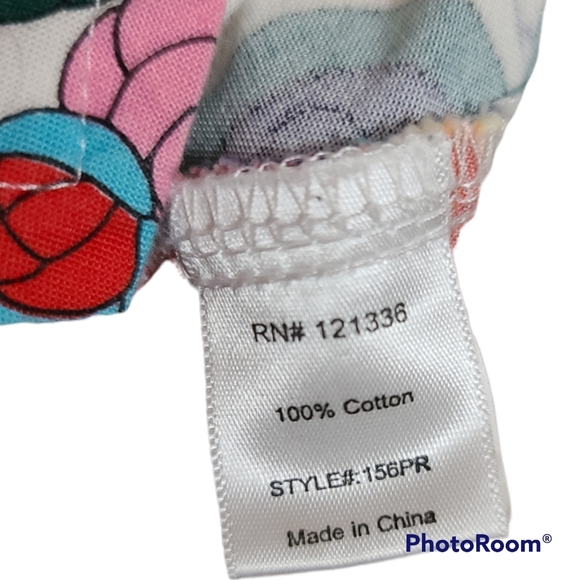 RN# 121336
100% Cotton
STYLE#:156PR
Made in China
PhotoRoom®